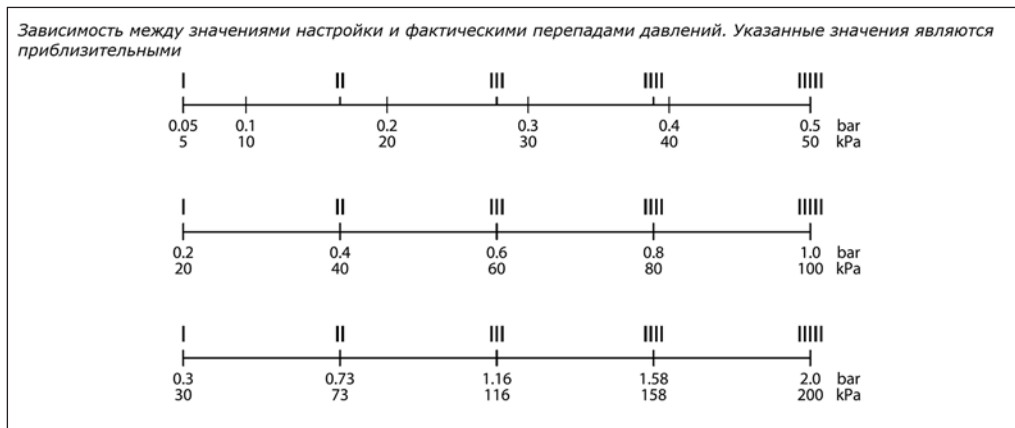 Зависимость между значениями настройки и фактическими перепадами давлений. Указанные значения являются
приблизительными
I II III IIII IIIII
0.05 0.1 0.2 0.3 0.4 0.5 bar
5 10 20 30 40 50 kPa
I II III IIII IIIII
0.2 0.4 0.6 0.8 1.0 bar
20 40 60 80 100 kPa
I II III IIII IIIII
0.3 0.73 1.16 1.58 2.0 bar
30 73 116 158 200 kPa